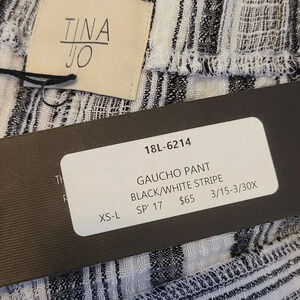 TINA
JO
18L-6214
GAUCHO PANT
BLACK/WHITE STRIPE
XS-L SP' 17 $65 3/15-3/30X